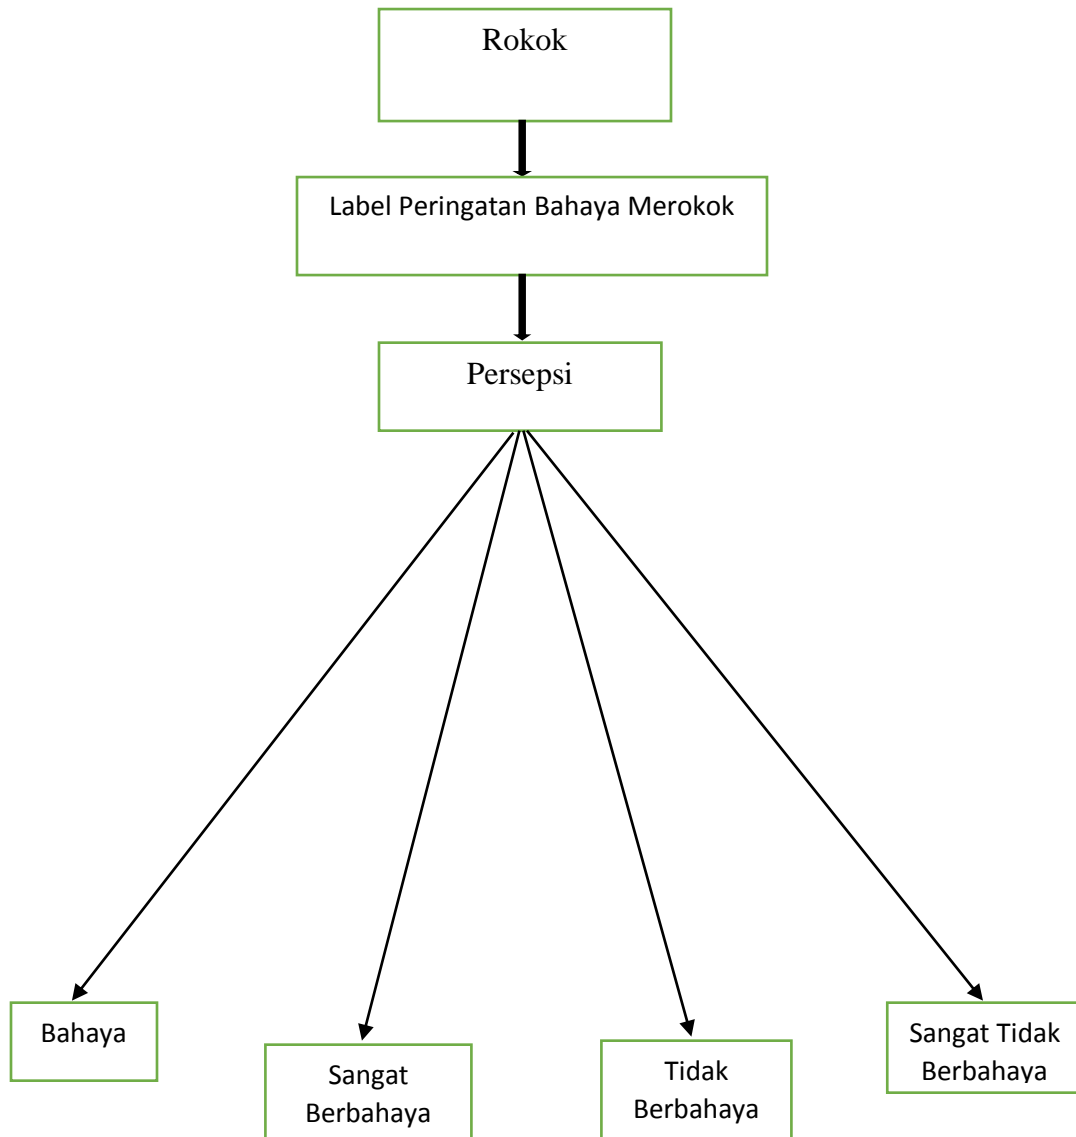 Rokok
Label Peringatan Bahaya Merokok
Persepsi
Bahaya
Sangat
Berbahaya
Tidak
Berbahaya
Sangat Tidak
Berbahaya